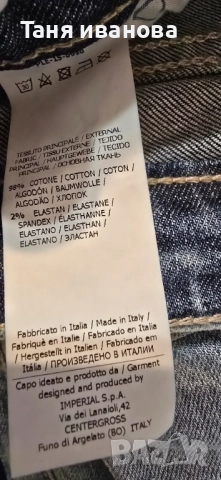 Таня иванова
TESSUTO PRINCIPALE / EXTERNAL
FABRIC / TISSU EXTERNE / TEJIDO
PRINCIPAL / HAUPTGEWEBE / TECIDO
PRINCIPAL / ОСНОВНАЯ ТКАНЬ
98% COTONE / COTTON / COTON /
ALGODÓN / BAUMWOLLE /
ALGODÃO / ХЛОПОК
2% ELASTAN / ELASTANE /
SPANDEX / ÉLASTHANNE /
ELASTANO / ELASTHAN /
ELASTANO / ЭЛАСТАН
Fabbricato in Italia / Made in Italy /
Fabriqué en Italie / Fabricado en Italia
/ Hergestellt in Italien / Fabricado em
Itália / ПРОИЗВЕДЕНО В ИТАЛИИ
Capo ideato e prodotto da / Garment
designed and produced by
IMPERIAL S.p.A.
Via dei Lanaioli,42
CENTERGROSS
Funo di Argelato (BO) ITALY